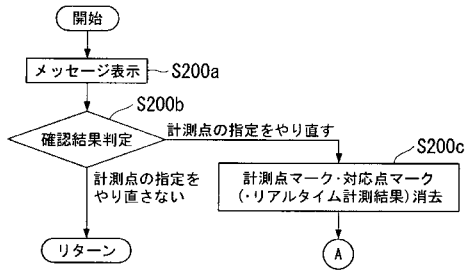 開始
メッセージ表示
S200a
S200b
確認結果判定
計測点の指定をやり直す
S200c
計測点の指定を
やり直さない
計測点マーク・対応点マーク
(・リアルタイム計測結果)消去
リターン
A